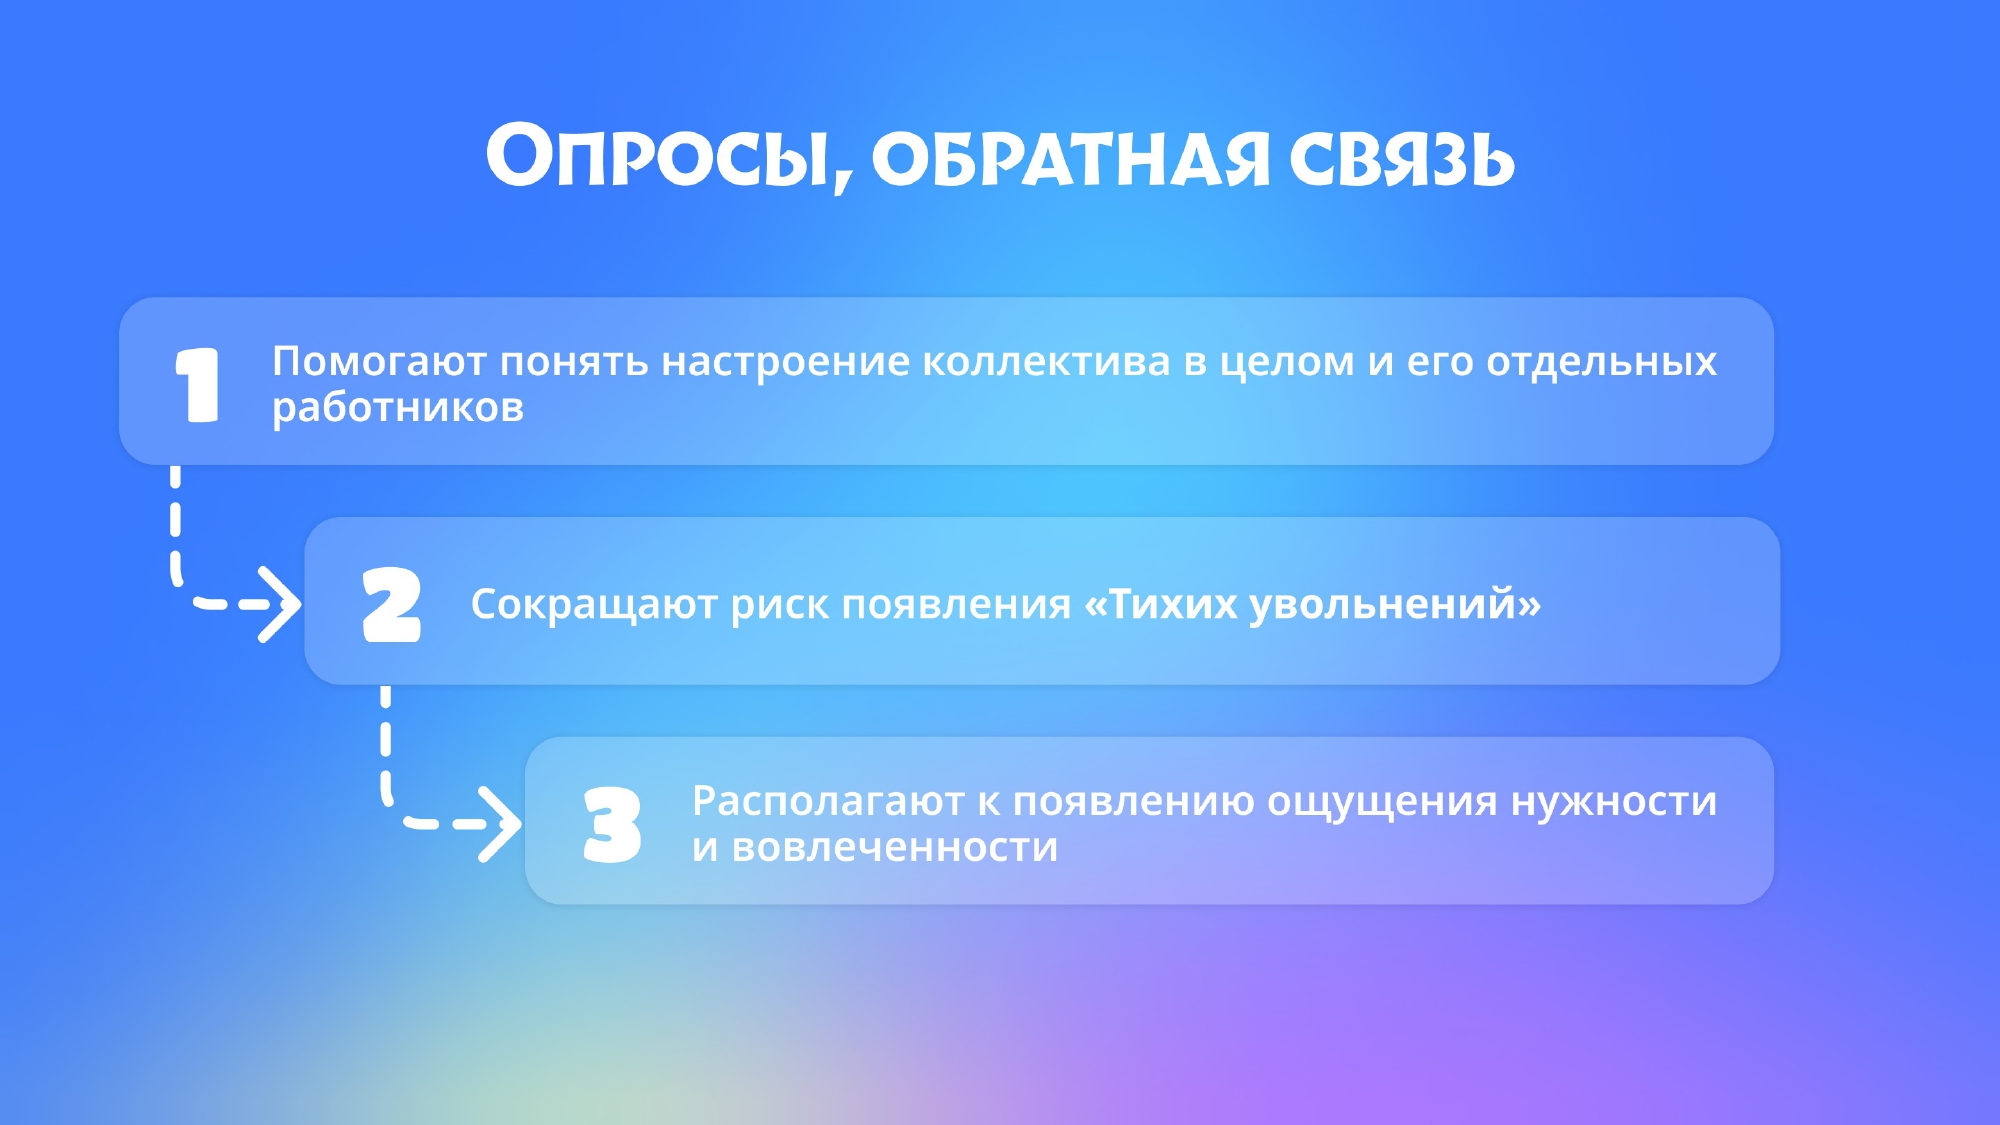 Опросы, обратная связь
1
Помогают понять настроение коллектива в целом и его отдельных
работников
2
Сокращают риск появления «Тихих увольнений»
3
Располагают к появлению ощущения нужности
и вовлеченности